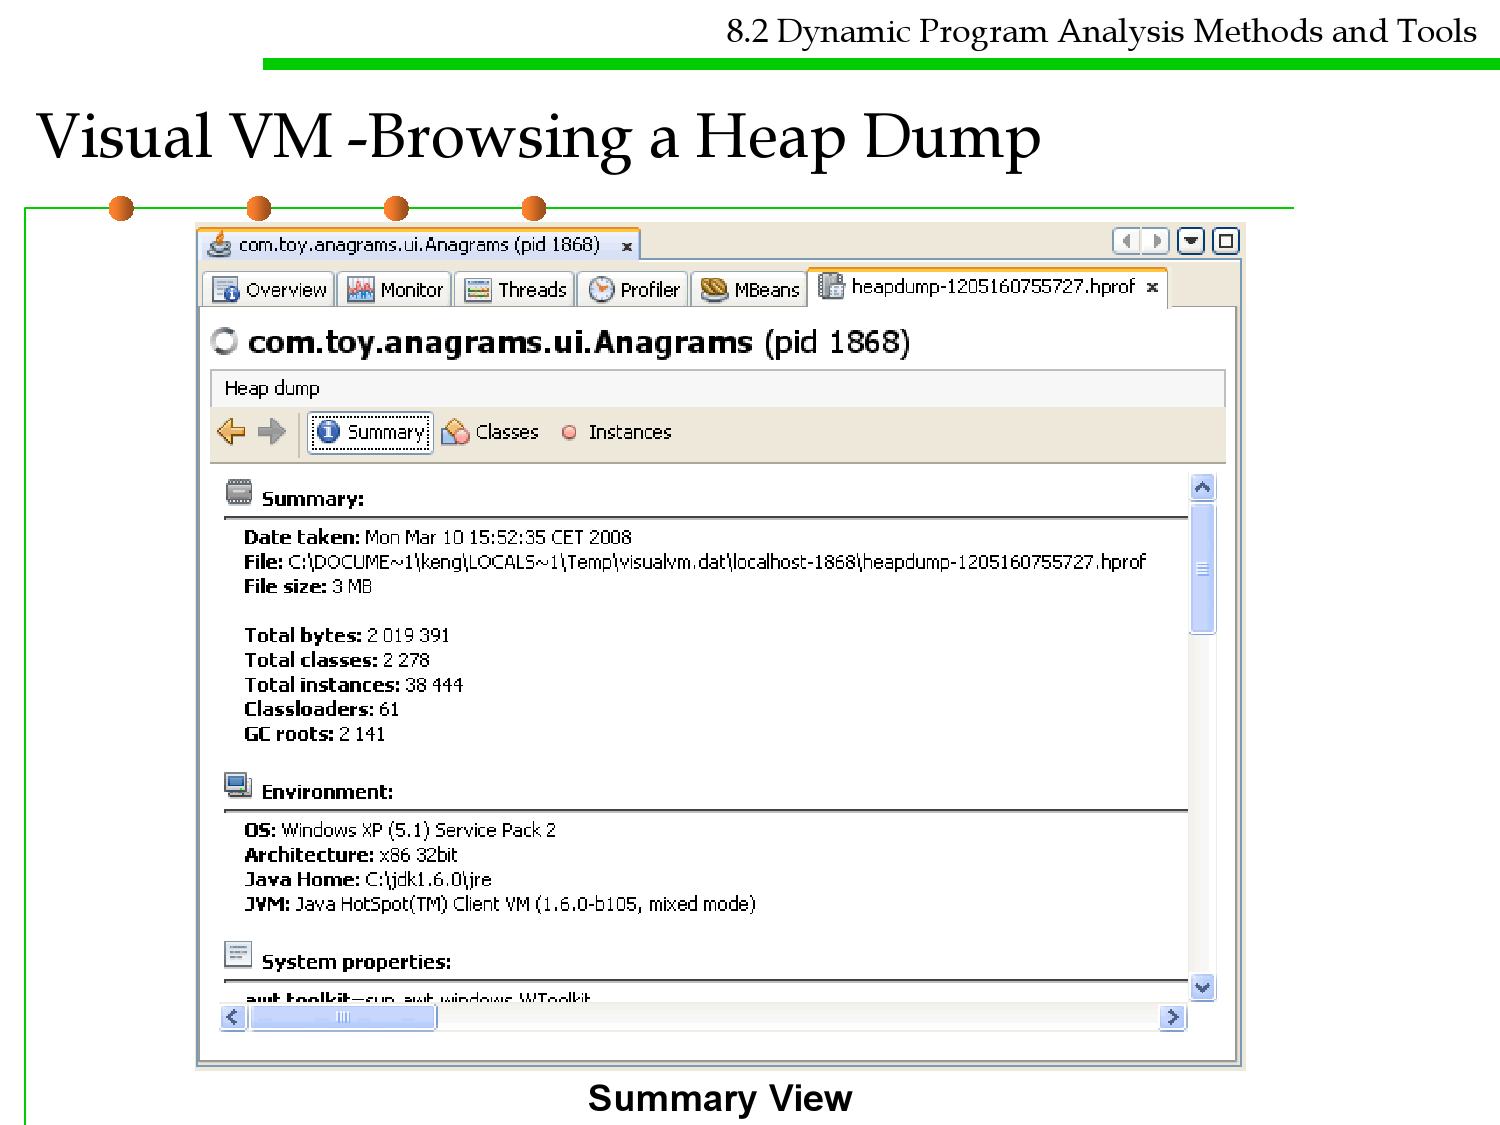 8.2 Dynamic Program Analysis Methods and Tools
Visual VM -Browsing a Heap Dump
com.toy.anagrams.ui.Anagrams (pid 1868)
Overview Monitor Threads Profiler MBeans heapdump-1205160755727.hprof
com.toy.anagrams.ui.Anagrams (pid 1868)
Heap dump
Summary Classes Instances
Summary:
Date taken: Mon Mar 10 15:52:35 CET 2008
File: C:\DOCUME~1\keng\LOCALS~1\Temp\visualvm.dat\localhost-1868\heapdump-1205160755727.hprof
File size: 3 MB
Total bytes: 2 019 391
Total classes: 2 278
Total instances: 38 444
Classloaders: 61
GC roots: 2 141
Environment:
OS: Windows XP (5.1) Service Pack 2
Architecture: x86 32bit
Java Home: C:\jdk1.6.0\jre
JVM: Java HotSpot(TM) Client VM (1.6.0-b105, mixed mode)
System properties:
awt.toolkit=sun.awt.windows.WToolkit
Summary View